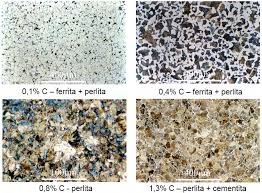 0,1% C – ferrita + perlita
0,4% C – ferrita + perlita
0,8% C - perlita
1,3% C – perlita + cementita